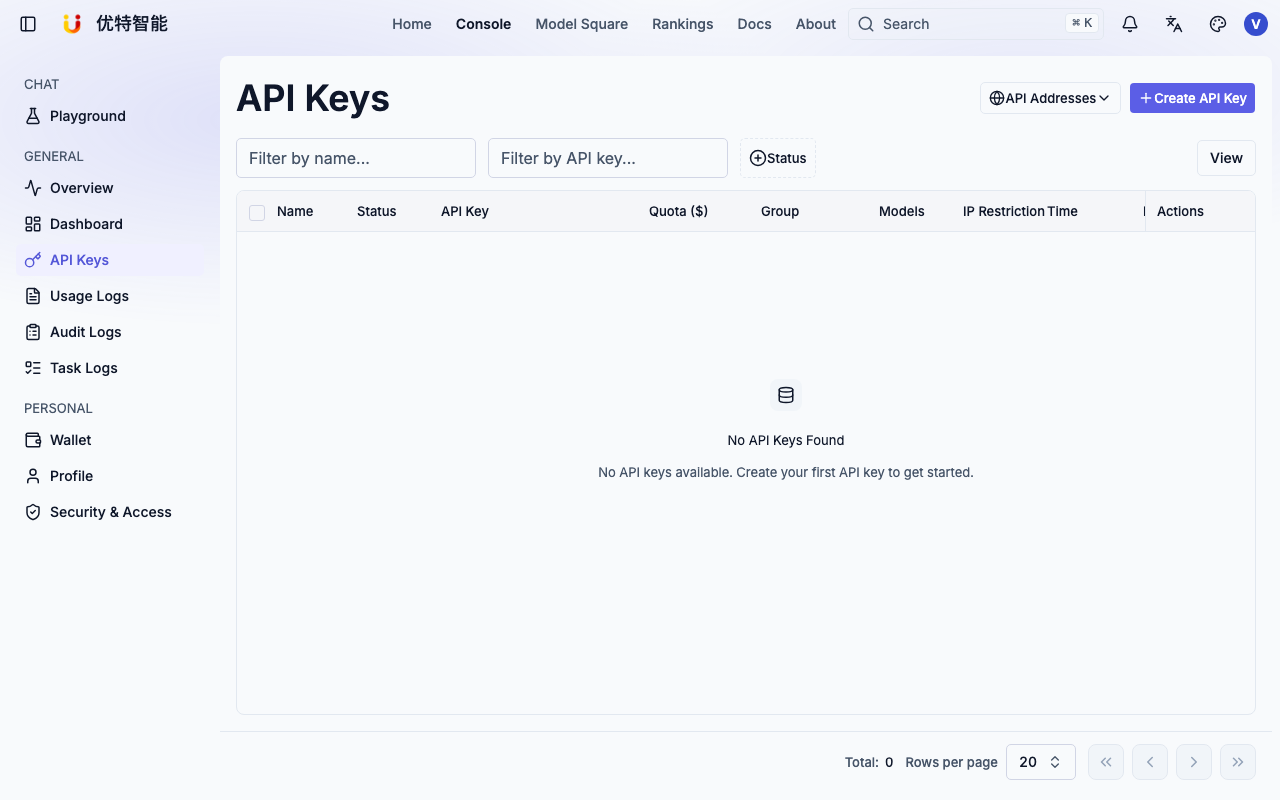 优特智能
Home
Console
Model Square
Rankings
Docs
About
Search
⌘ K
V
CHAT
Playground
GENERAL
Overview
Dashboard
API Keys
Usage Logs
Audit Logs
Task Logs
PERSONAL
Wallet
Profile
Security & Access
API Keys
API Addresses
Create API Key
Filter by name...
Filter by API key...
Status
View
Name Status API Key Quota ($) Group Models IP Restriction Time Actions
No API Keys Found
No API keys available. Create your first API key to get started.
Total: 0 Rows per page 20